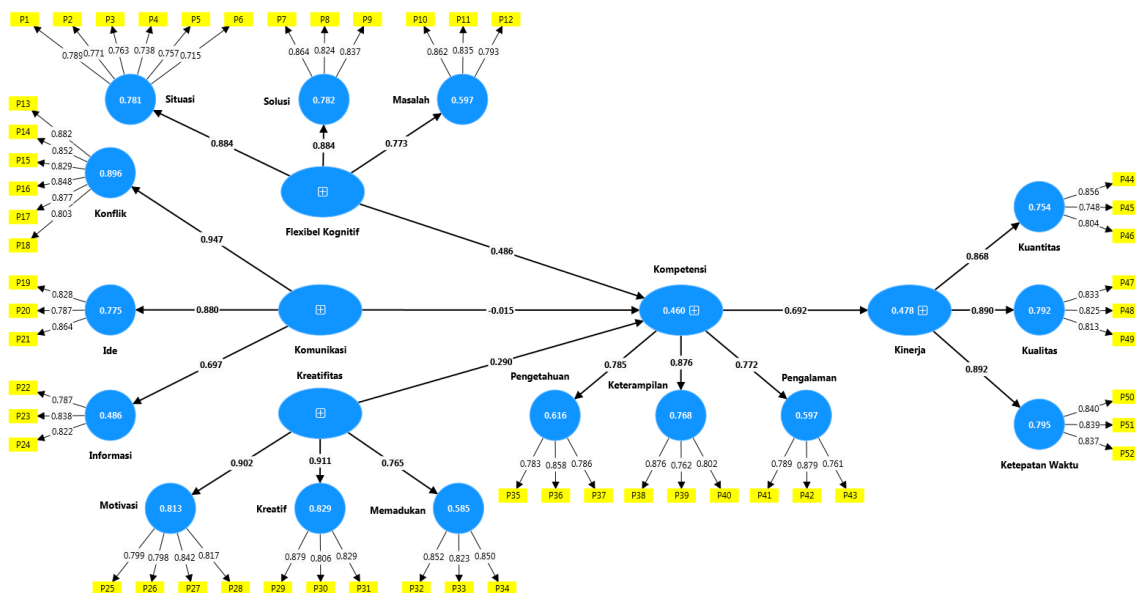 P1 P2 P3 P4 P5 P6 P7 P8 P9 P10 P11 P12
0.789 0.771 0.763 0.738 0.757 0.715 0.864 0.824 0.837 0.862 0.835 0.793
0.781 Situasi Solusi 0.782 Masalah 0.597
0.884 0.884 0.773
Flexibel Kognitif
0.486
P13
P14
P15
P16
P17
P18
0.882
0.852
0.829
0.848
0.877
0.803
0.896
Konflik
0.947
P19
P20
P21
0.828
0.787
0.864
0.775
Ide
0.880
Komunikasi
-0.015
P22
P23
P24
0.787
0.838
0.822
0.486
Informasi
0.697
Kreatifitas
0.290
0.902 0.911 0.765
Motivasi 0.813 Kreatif 0.829 Memadukan 0.585
0.799 0.798 0.842 0.817 0.879 0.806 0.829 0.852 0.823 0.850
P25 P26 P27 P28 P29 P30 P31 P32 P33 P34
Kompetensi
0.460
0.692
0.785 0.876 0.772
Pengetahuan Keterampilan Pengalaman
0.616 0.768 0.597
0.783 0.858 0.786 0.876 0.762 0.802 0.789 0.879 0.761
P35 P36 P37 P38 P39 P40 P41 P42 P43
0.478
Kinerja
0.868
0.890
0.892
0.754
Kuantitas
0.856
0.748
0.804
P44
P45
P46
0.792
Kualitas
0.833
0.825
0.813
P47
P48
P49
0.795
Ketepatan Waktu
0.840
0.839
0.837
P50
P51
P52